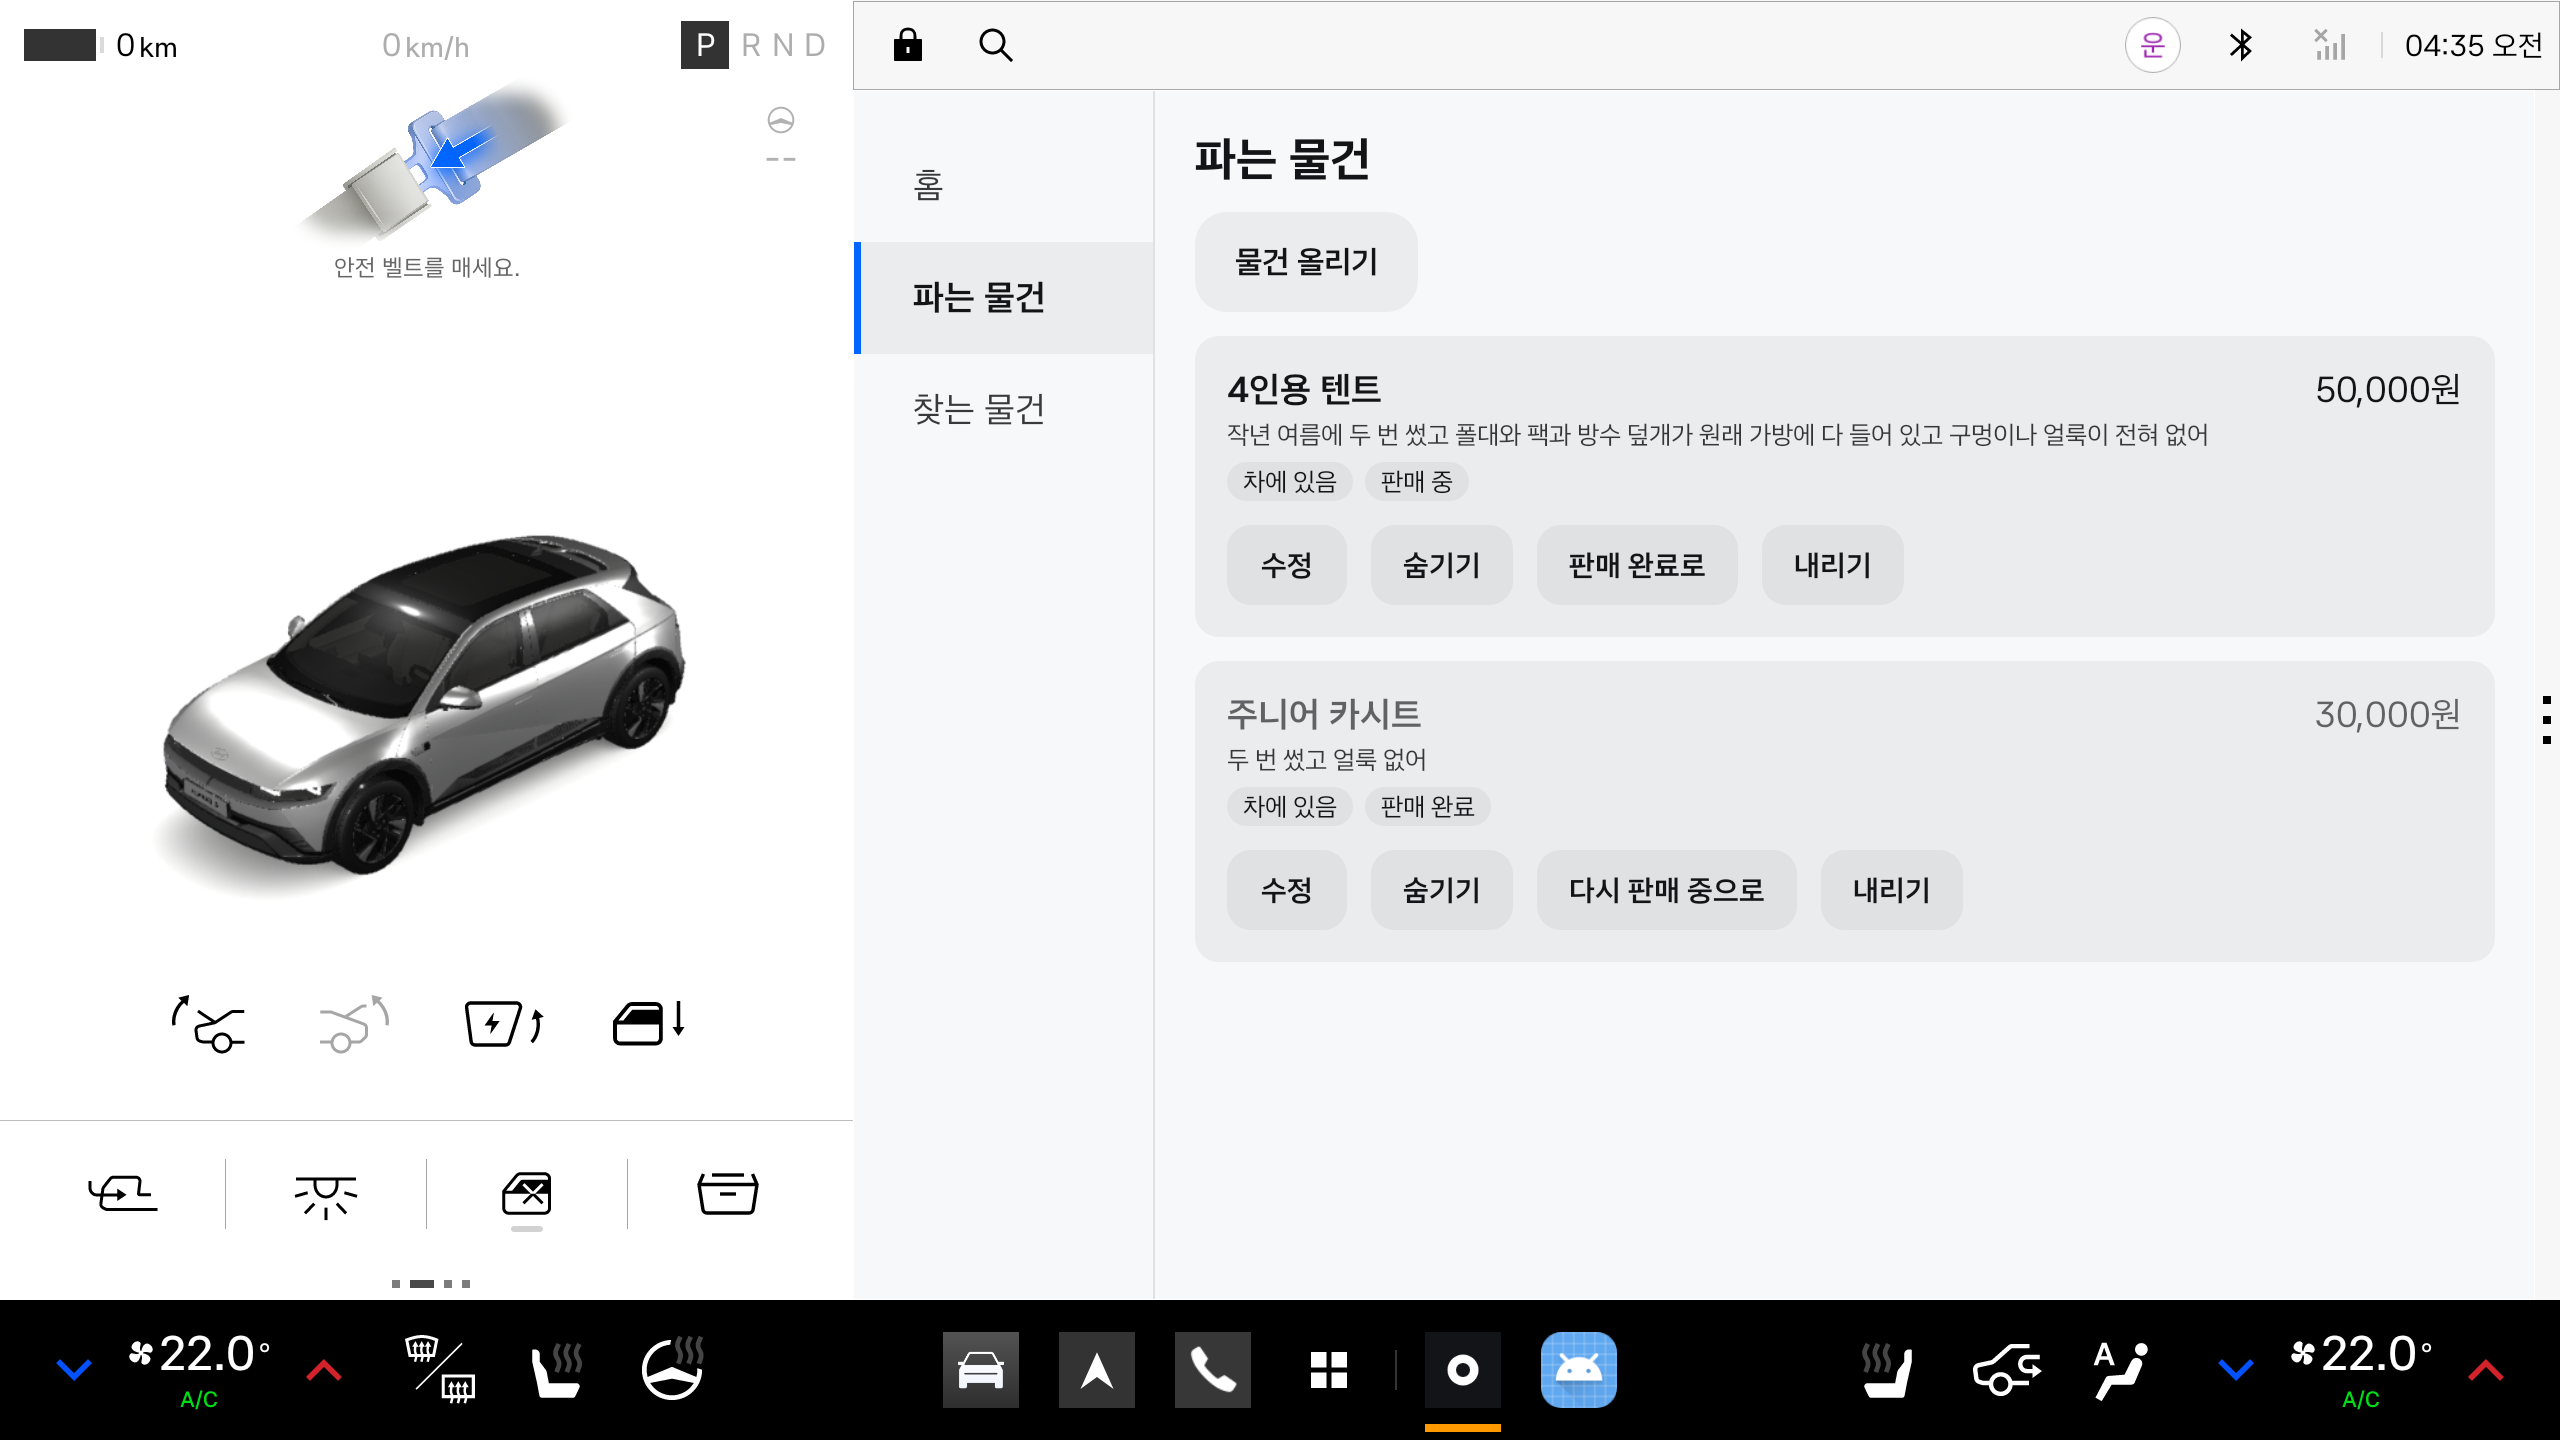 0 km
0 km/h
P R N D
운
04:35 오전
안전 벨트를 매세요.
--
홈
파는 물건
찾는 물건
파는 물건
물건 올리기
4인용 텐트
50,000원
작년 여름에 두 번 썼고 폴대와 팩과 방수 덮개가 원래 가방에 다 들어 있고 구멍이나 얼룩이 전혀 없어
차에 있음
판매 중
수정
숨기기
판매 완료로
내리기
주니어 카시트
30,000원
두 번 썼고 얼룩 없어
차에 있음
판매 완료
수정
숨기기
다시 판매 중으로
내리기
22.0°
A/C
A
22.0°
A/C